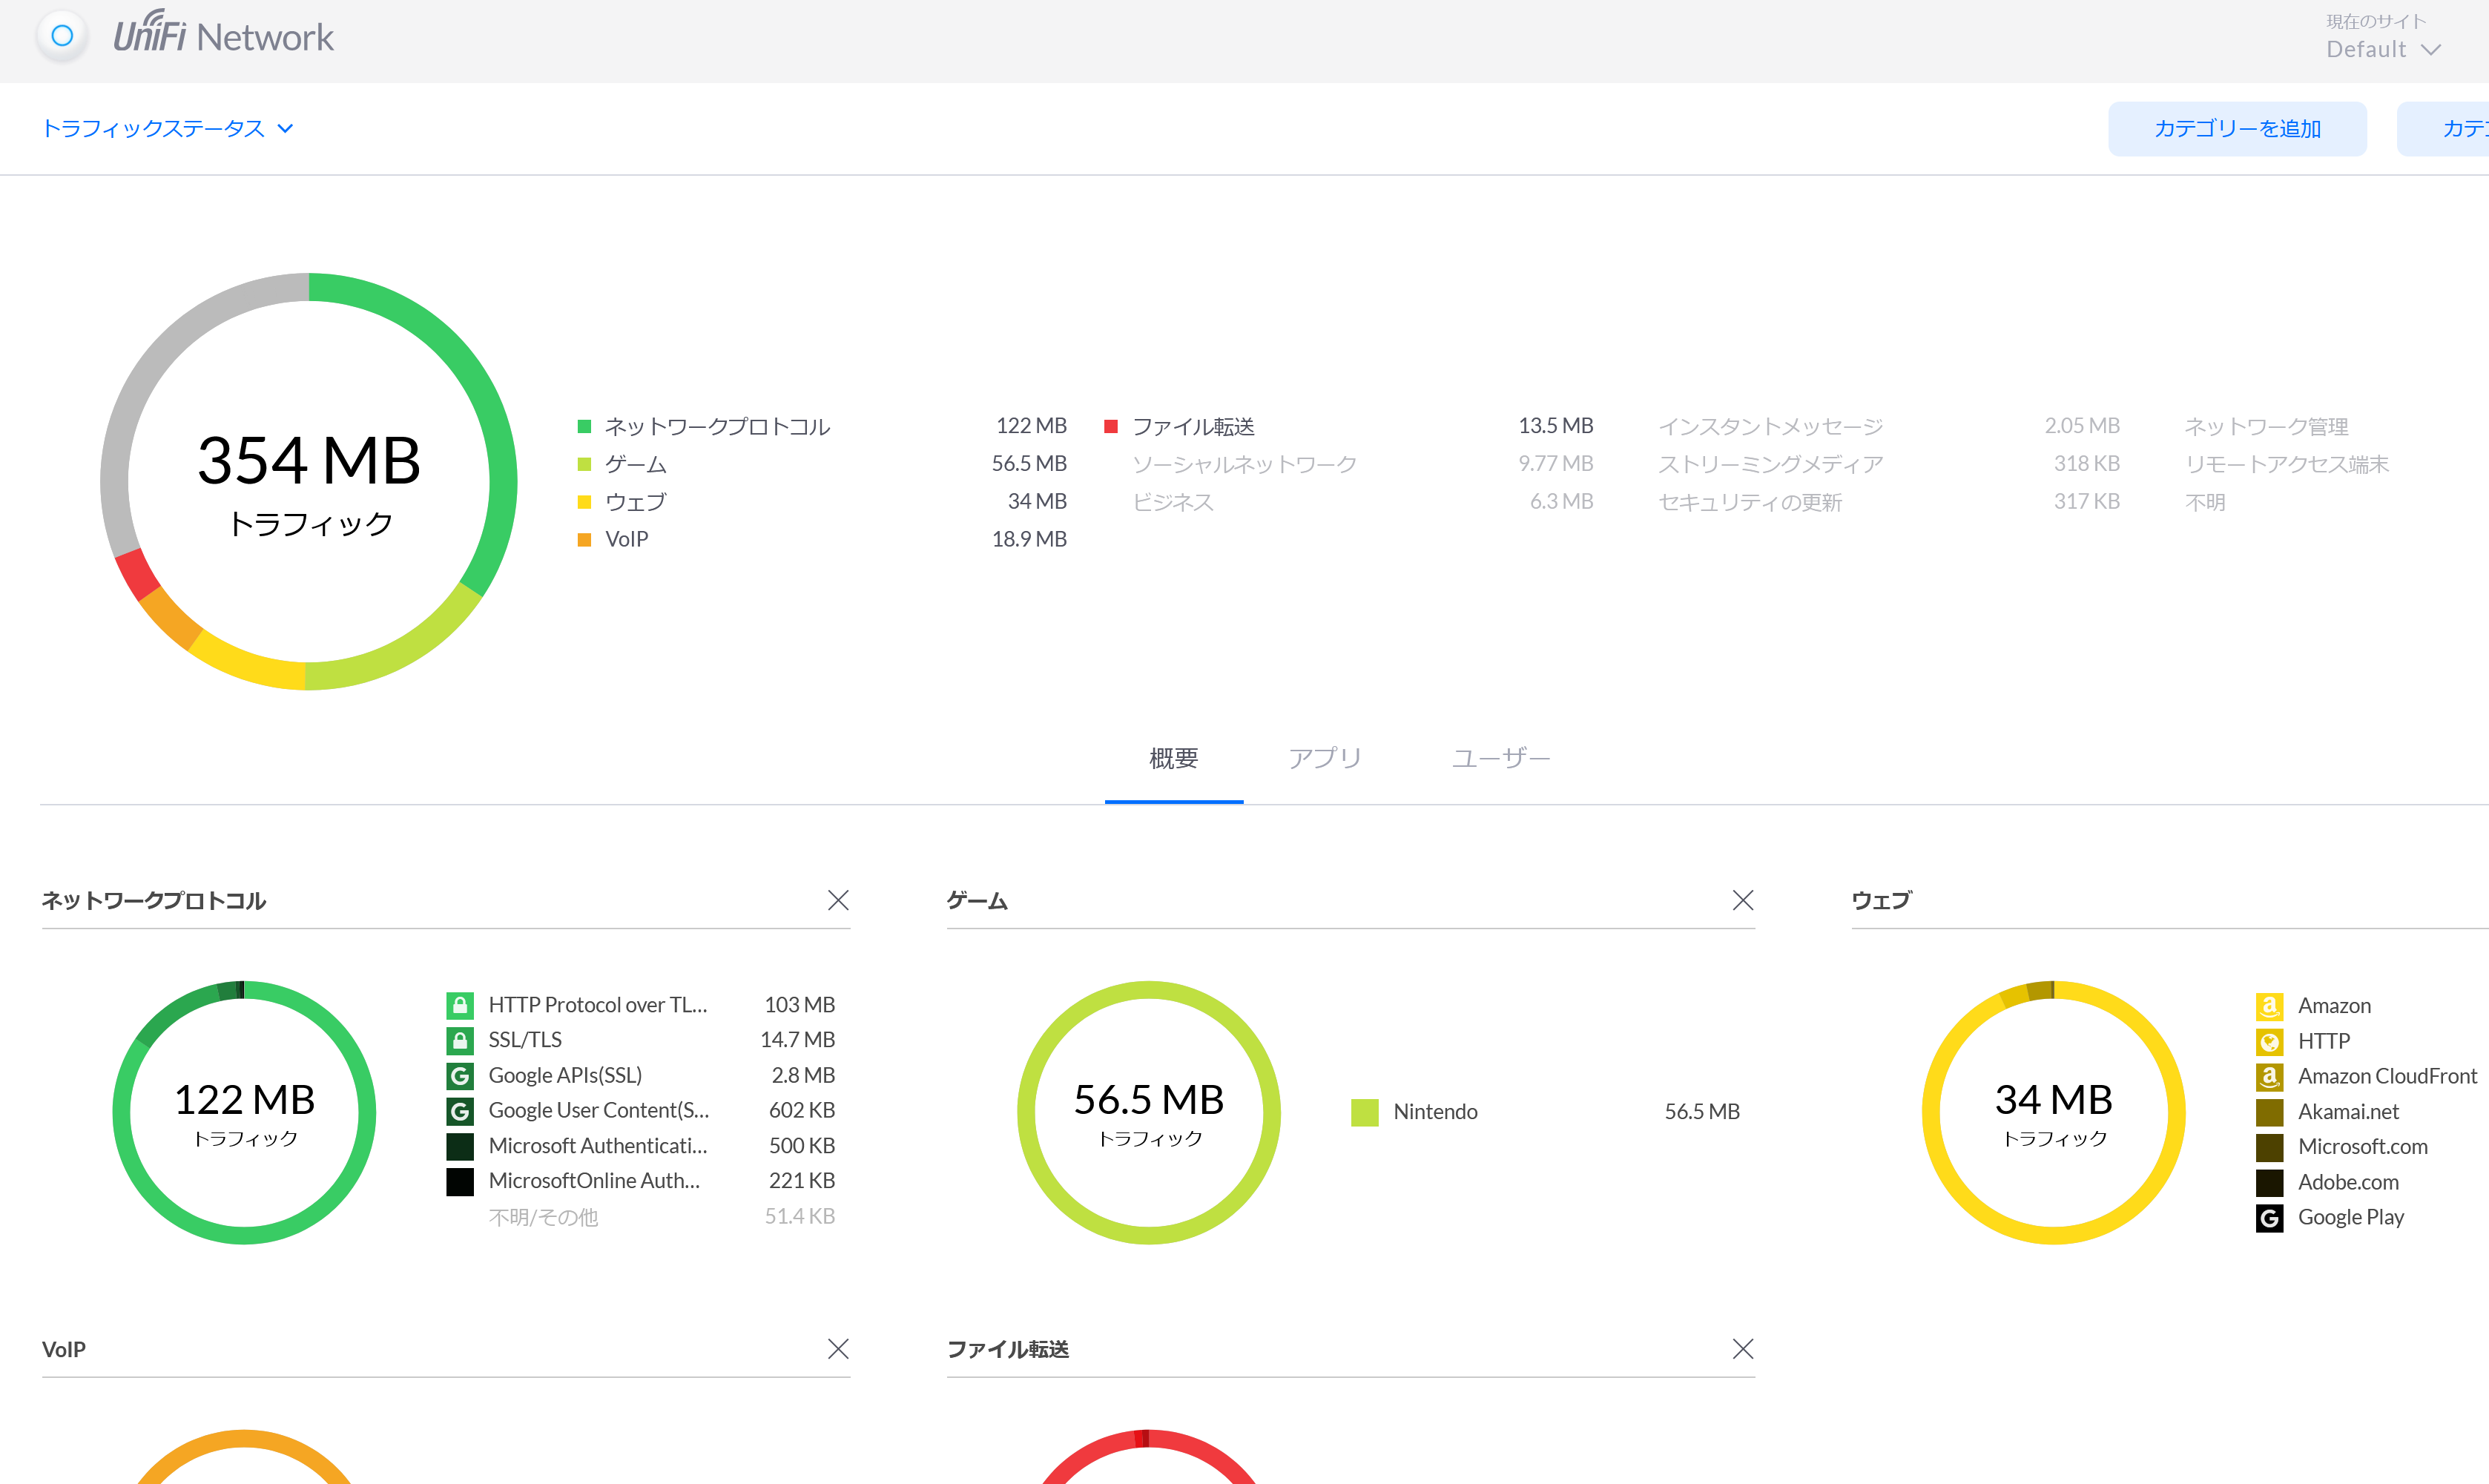 UniFi Network
現在のサイト
Default
トラフィックステータス
カテゴリーを追加
354 MB
トラフィック
ネットワークプロトコル 122 MB
ゲーム 56.5 MB
ウェブ 34 MB
VoIP 18.9 MB
ファイル転送 13.5 MB
ソーシャルネットワーク 9.77 MB
ビジネス 6.3 MB
インスタントメッセージ 2.05 MB
ストリーミングメディア 318 KB
セキュリティの更新 317 KB
ネットワーク管理
リモートアクセス端末
不明
概要 アプリ ユーザー
ネットワークプロトコル
122 MB
トラフィック
HTTP Protocol over TL... 103 MB
SSL/TLS 14.7 MB
Google APIs(SSL) 2.8 MB
Google User Content(S... 602 KB
Microsoft Authenticati... 500 KB
MicrosoftOnline Auth... 221 KB
不明/その他 51.4 KB
ゲーム
56.5 MB
トラフィック
Nintendo 56.5 MB
ウェブ
34 MB
トラフィック
Amazon
HTTP
Amazon CloudFront
Akamai.net
Microsoft.com
Adobe.com
Google Play
VoIP
ファイル転送